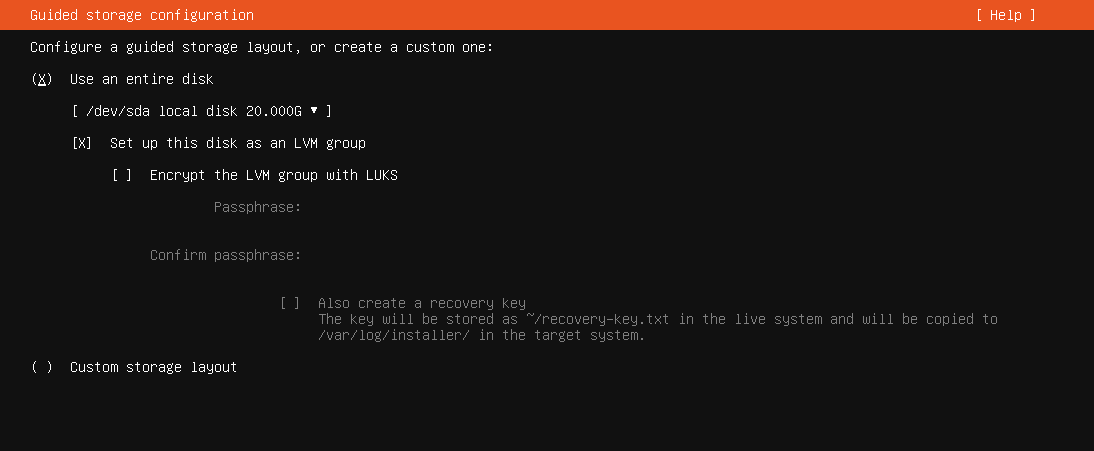 Guided storage configuration [ Help ]
Configure a guided storage layout, or create a custom one:
(X) Use an entire disk
[ /dev/sda local disk 20.000G ▾ ]
[X] Set up this disk as an LVM group
[ ] Encrypt the LVM group with LUKS
Passphrase:
Confirm passphrase:
[ ] Also create a recovery key
The key will be stored as ~/recovery-key.txt in the live system and will be copied to
/var/log/installer/ in the target system.
( ) Custom storage layout